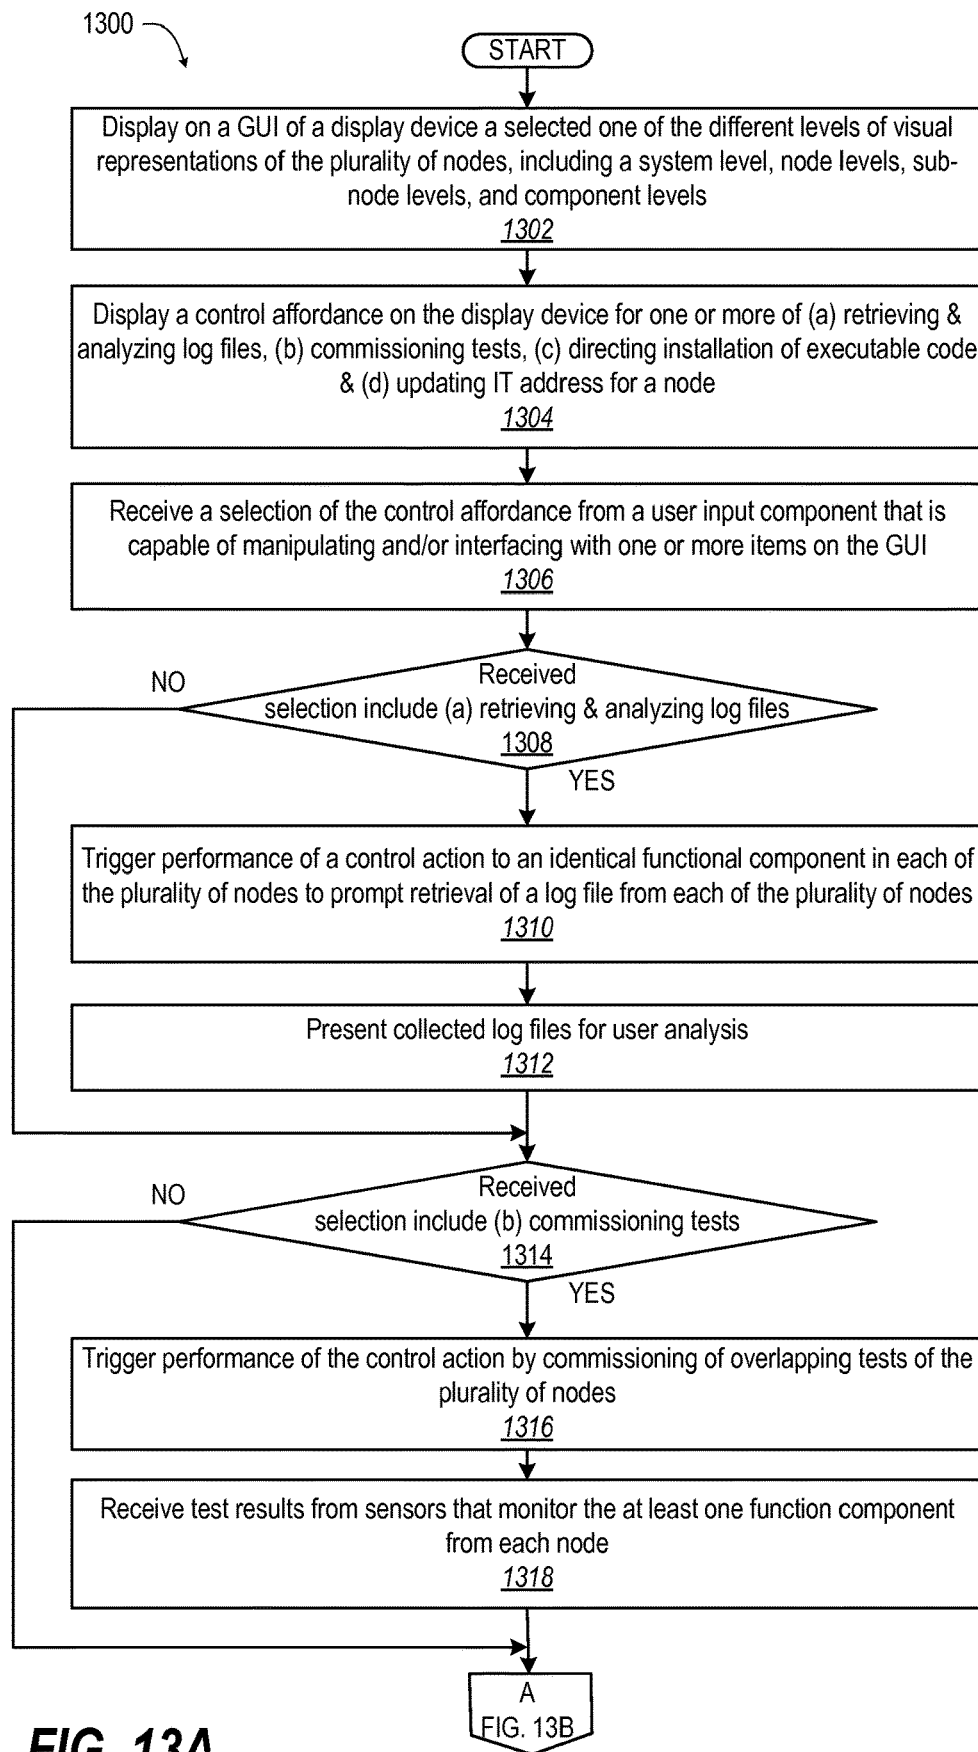 1300
START
Display on a GUI of a display device a selected one of the different levels of visual
representations of the plurality of nodes, including a system level, node levels, sub-
node levels, and component levels
1302
Display a control affordance on the display device for one or more of (a) retrieving &
analyzing log files, (b) commissioning tests, (c) directing installation of executable code
& (d) updating IT address for a node
1304
Receive a selection of the control affordance from a user input component that is
capable of manipulating and/or interfacing with one or more items on the GUI
1306
NO
Received
selection include (a) retrieving & analyzing log files
1308
YES
Trigger performance of a control action to an identical functional component in each of
the plurality of nodes to prompt retrieval of a log file from each of the plurality of nodes
1310
Present collected log files for user analysis
1312
NO
Received
selection include (b) commissioning tests
1314
YES
Trigger performance of the control action by commissioning of overlapping tests of the
plurality of nodes
1316
Receive test results from sensors that monitor the at least one function component
from each node
1318
A
FIG. 13B
FIG. 13A